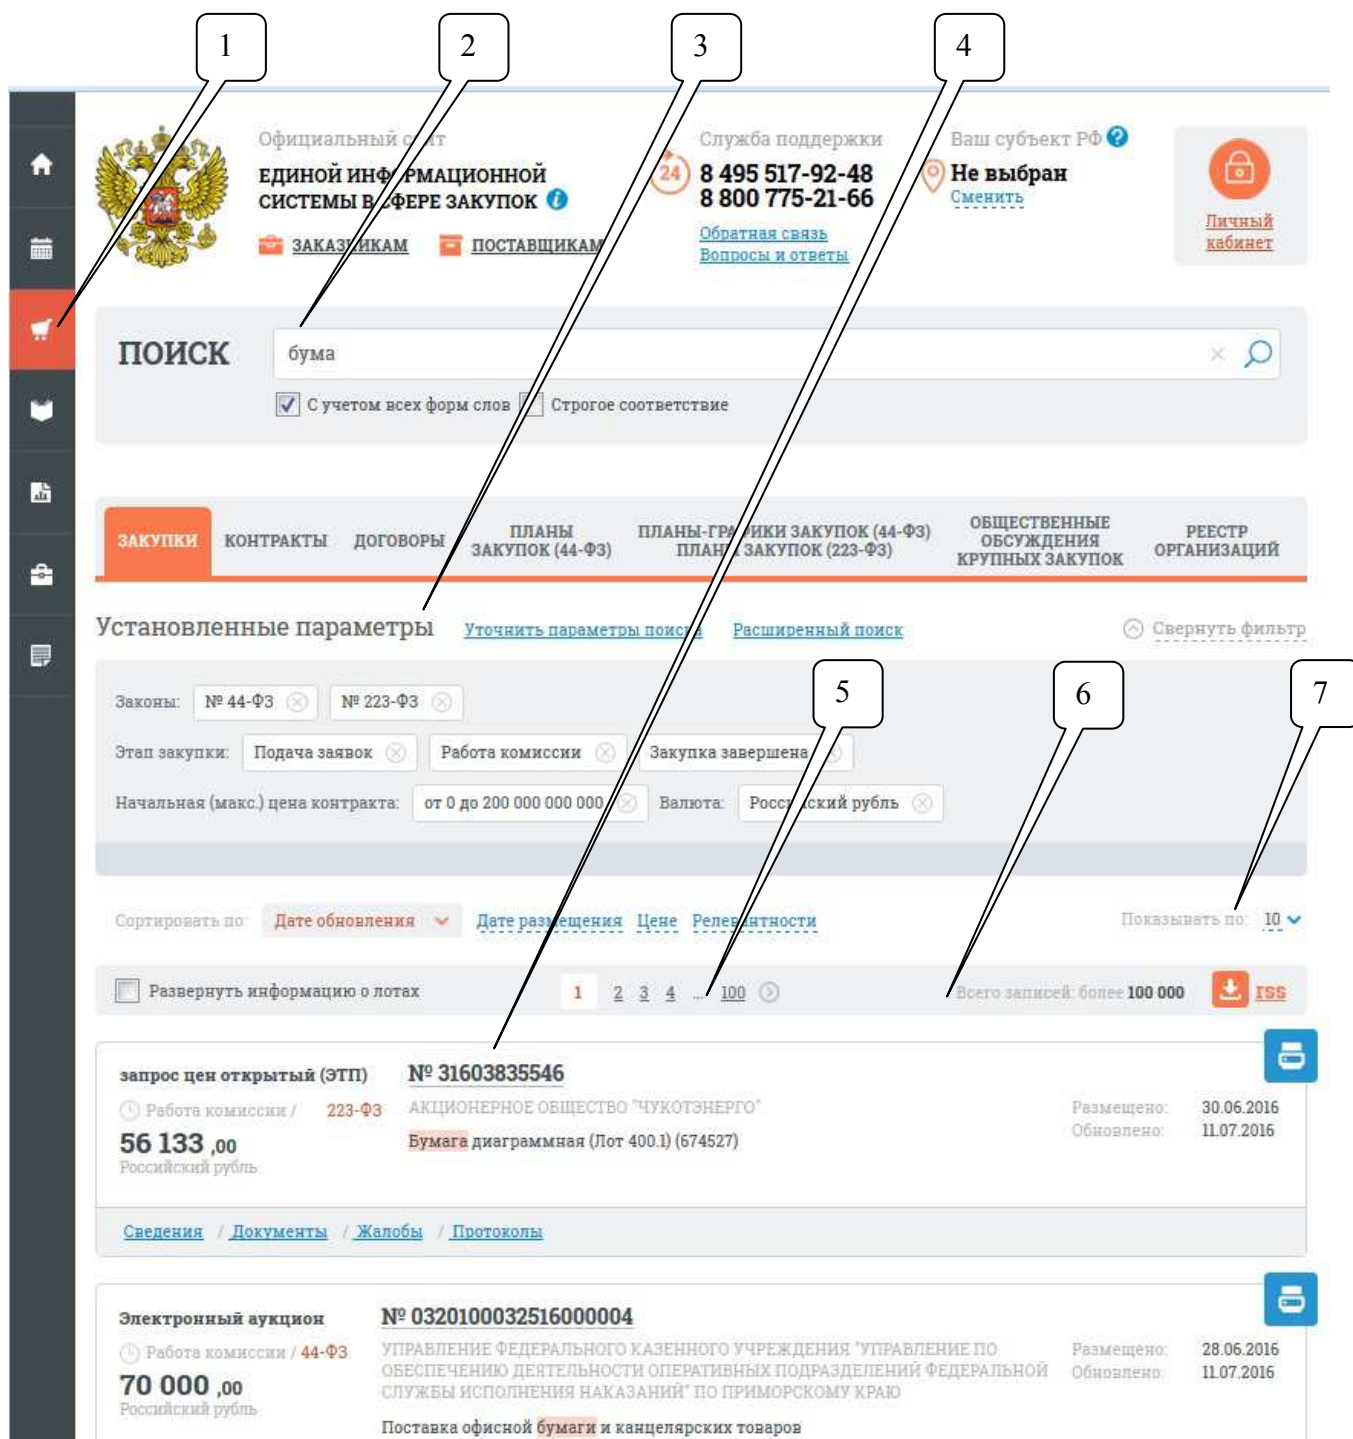 1 2 3 4
Официальный сайт
ЕДИНОЙ ИНФОРМАЦИОННОЙ
СИСТЕМЫ В СФЕРЕ ЗАКУПОК
ЗАКАЗЧИКАМ ПОСТАВЩИКАМ
Служба поддержки
24 8 495 517-92-48
8 800 775-21-66
Обратная связь
Вопросы и ответы
Ваш субъект РФ ?
Не выбран
Сменить
Личный
кабинет
ПОИСК бума
С учетом всех форм слов Строгое соответствие
ЗАКУПКИ
КОНТРАКТЫ
ДОГОВОРЫ
ПЛАНЫ
ЗАКУПОК (44-ФЗ)
ПЛАНЫ-ГРАФИКИ ЗАКУПОК (44-ФЗ)
ПЛАНЫ ЗАКУПОК (223-ФЗ)
ОБЩЕСТВЕННЫЕ
ОБСУЖДЕНИЯ
КРУПНЫХ ЗАКУПОК
РЕЕСТР
ОРГАНИЗАЦИЙ
Установленные параметры Уточнить параметры поиска Расширенный поиск Свернуть фильтр
5 6 7
Законы: № 44-ФЗ № 223-ФЗ
Этап закупки: Подача заявок Работа комиссии Закупка завершена
Начальная (макс.) цена контракта: от 0 до 200 000 000 000 Валюта: Российский рубль
Сортировать по: Дате обновления Дате размещения Цене Релевантности Показывать по: 10
Развернуть информацию о лотах 1 2 3 4 ... 100 Всего записей: более 100 000 rss
запрос цен открытый (ЭТП) № 31603835546
Работа комиссии / 223-ФЗ АКЦИОНЕРНОЕ ОБЩЕСТВО "ЧУКОТЭНЕРГО" Размещено: 30.06.2016
56 133 ,00 Бумага диаграммная (Лот 400.1) (674527) Обновлено: 11.07.2016
Российский рубль
Сведения / Документы / Жалобы / Протоколы
Электронный аукцион № 0320100032516000004
Работа комиссии / 44-ФЗ УПРАВЛЕНИЕ ФЕДЕРАЛЬНОГО КАЗЕННОГО УЧРЕЖДЕНИЯ "УПРАВЛЕНИЕ ПО Размещено: 28.06.2016
70 000 ,00 ОБЕСПЕЧЕНИЮ ДЕЯТЕЛЬНОСТИ ОПЕРАТИВНЫХ ПОДРАЗДЕЛЕНИЙ ФЕДЕРАЛЬНОЙ Обновлено: 11.07.2016
Российский рубль СЛУЖБЫ ИСПОЛНЕНИЯ НАКАЗАНИЙ" ПО ПРИМОРСКОМУ КРАЮ
Поставка офисной бумаги и канцелярских товаров